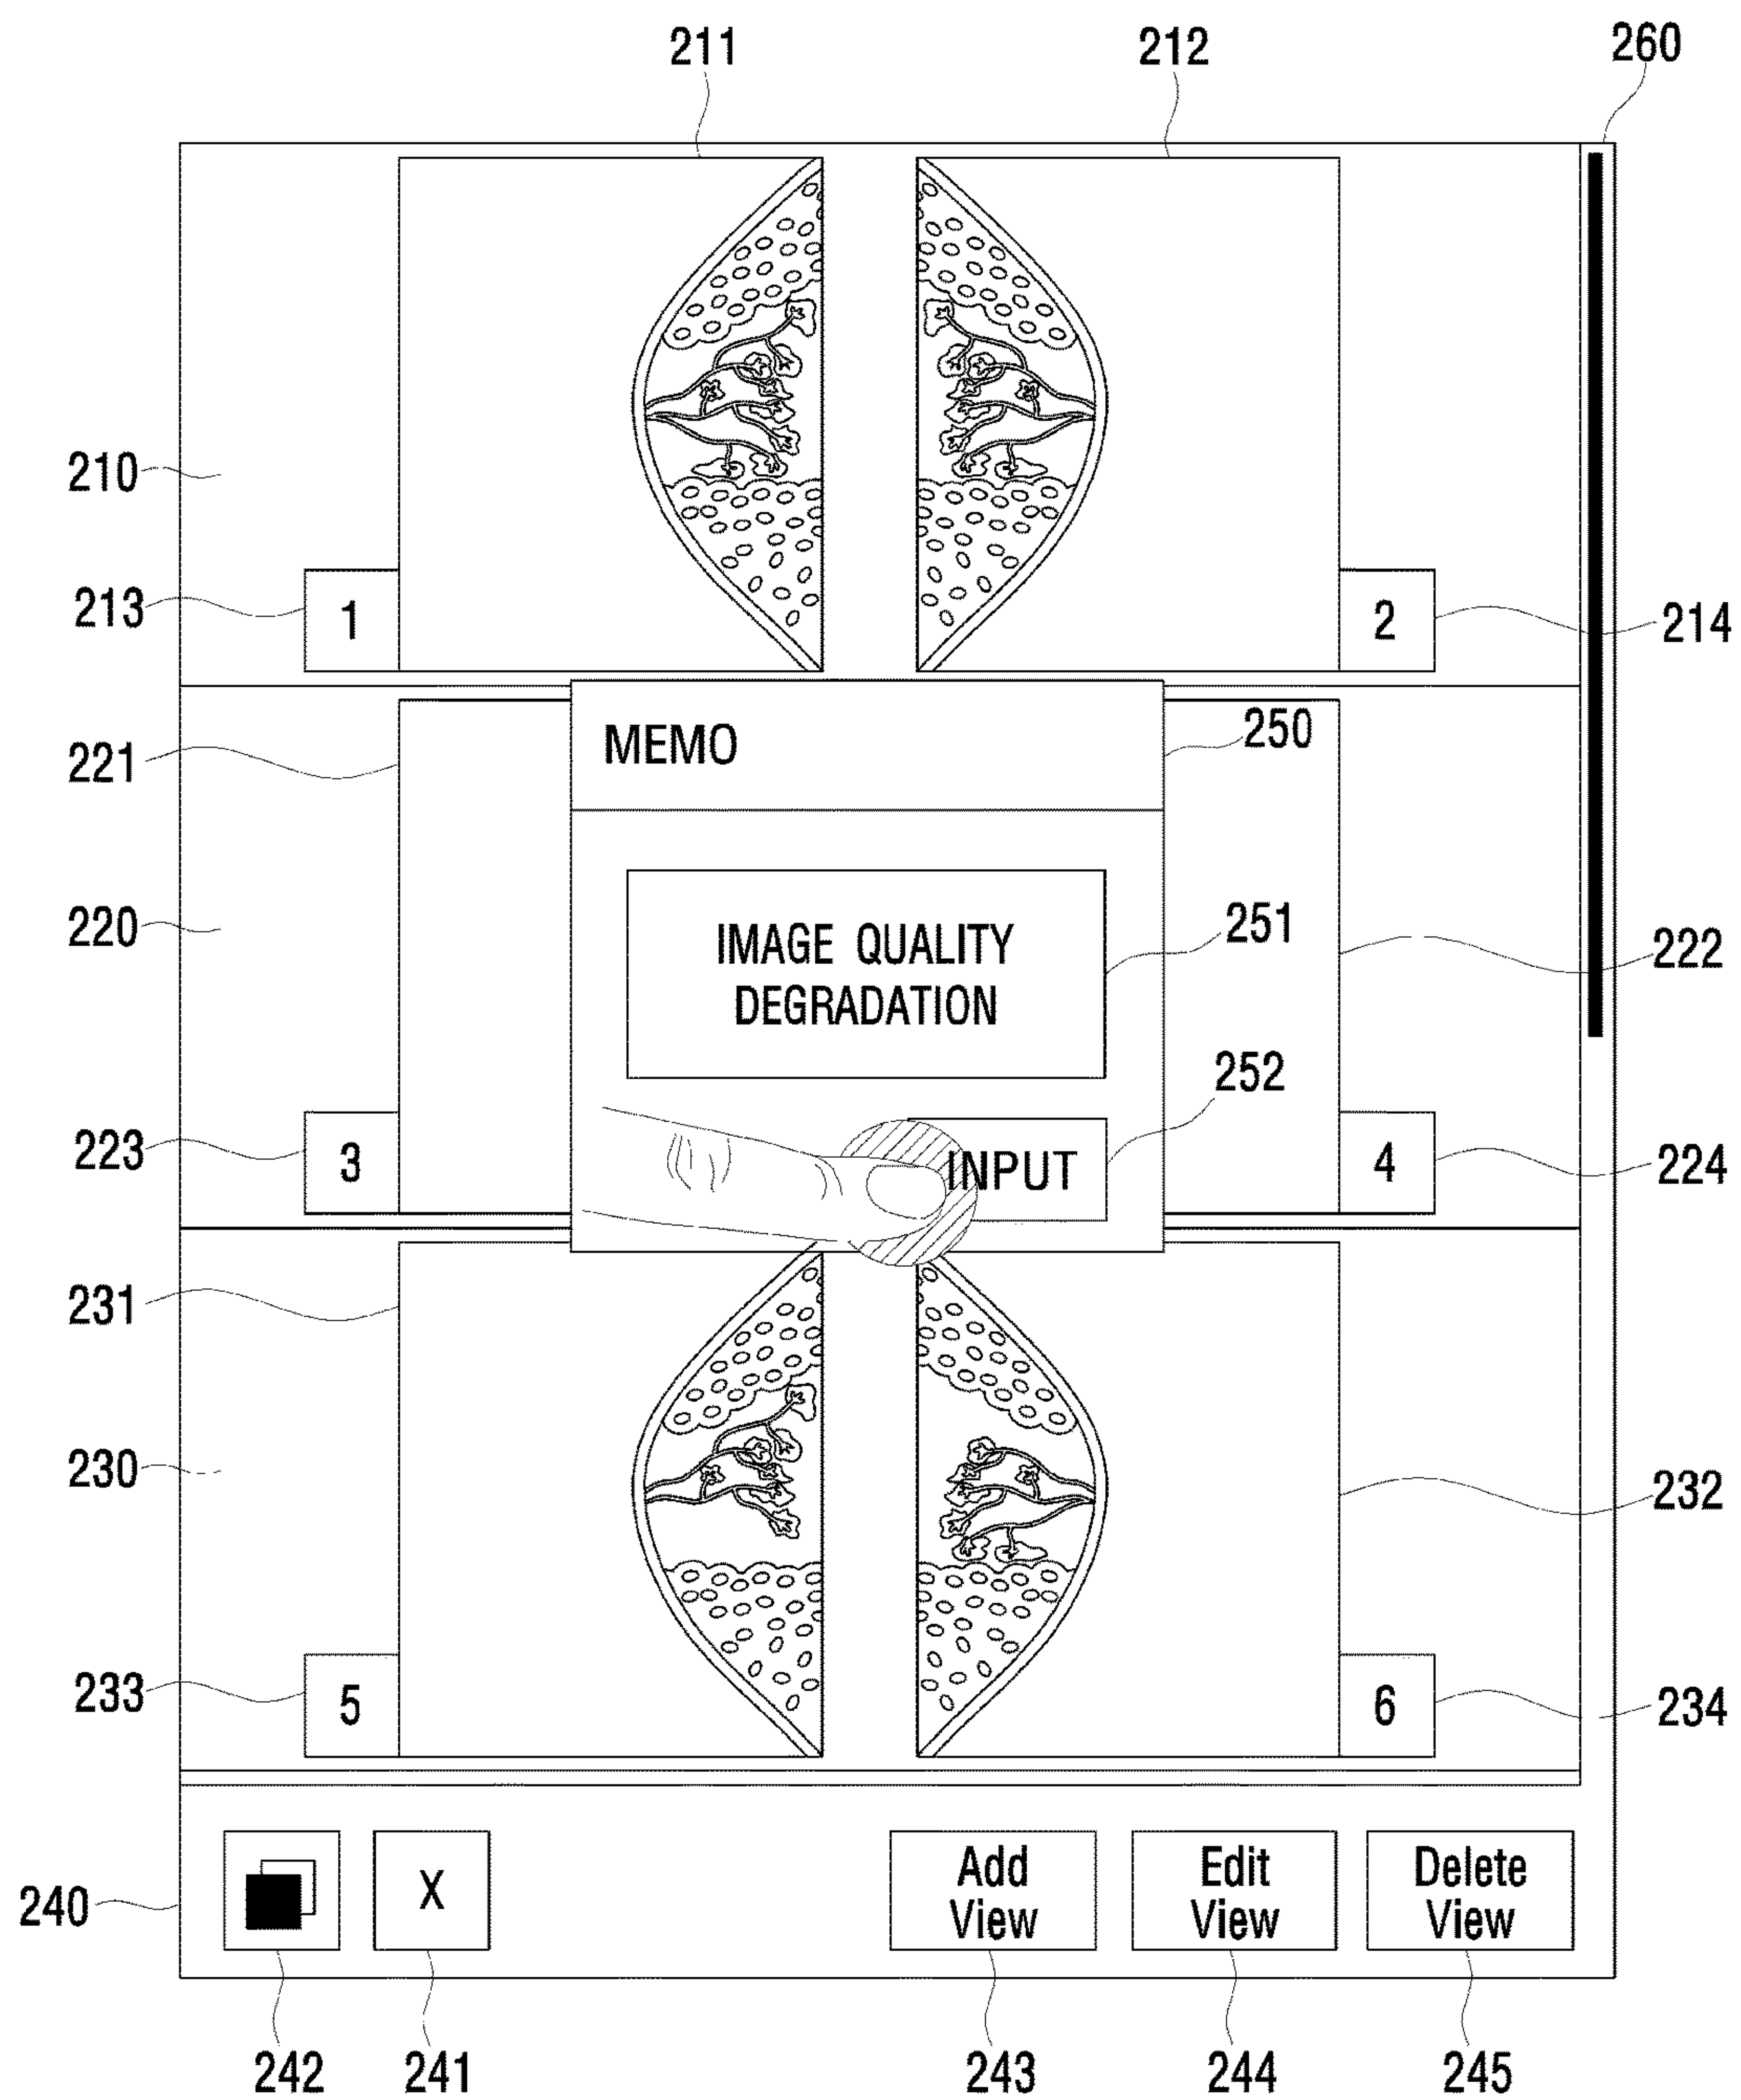 211
212
260
210
213
1
2
214
221
MEMO
250
220
IMAGE QUALITY
DEGRADATION
251
222
252
223
3
INPUT
4
224
231
230
232
233
5
6
234
240
X
Add
View
Edit
View
Delete
View
242
241
243
244
245